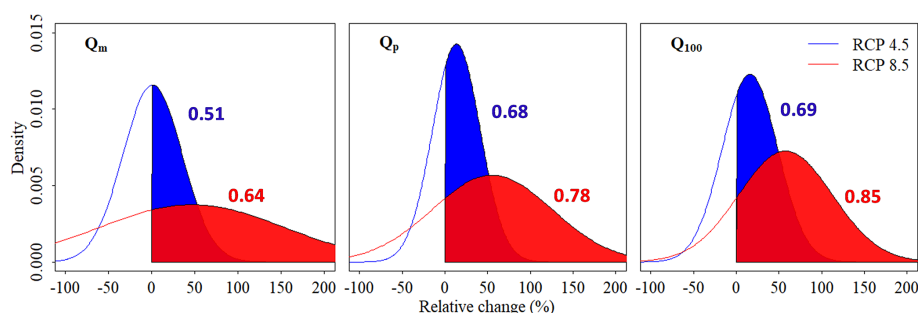 0.015
0.010
0.005
0.000
Density
Qm
0.51
0.64
-100 -50 0 50 100 150 200
Qp
0.68
0.78
-100 -50 0 50 100 150 200
Q100
RCP 4.5
RCP 8.5
0.69
0.85
-100 -50 0 50 100 150 200
Relative change (%)